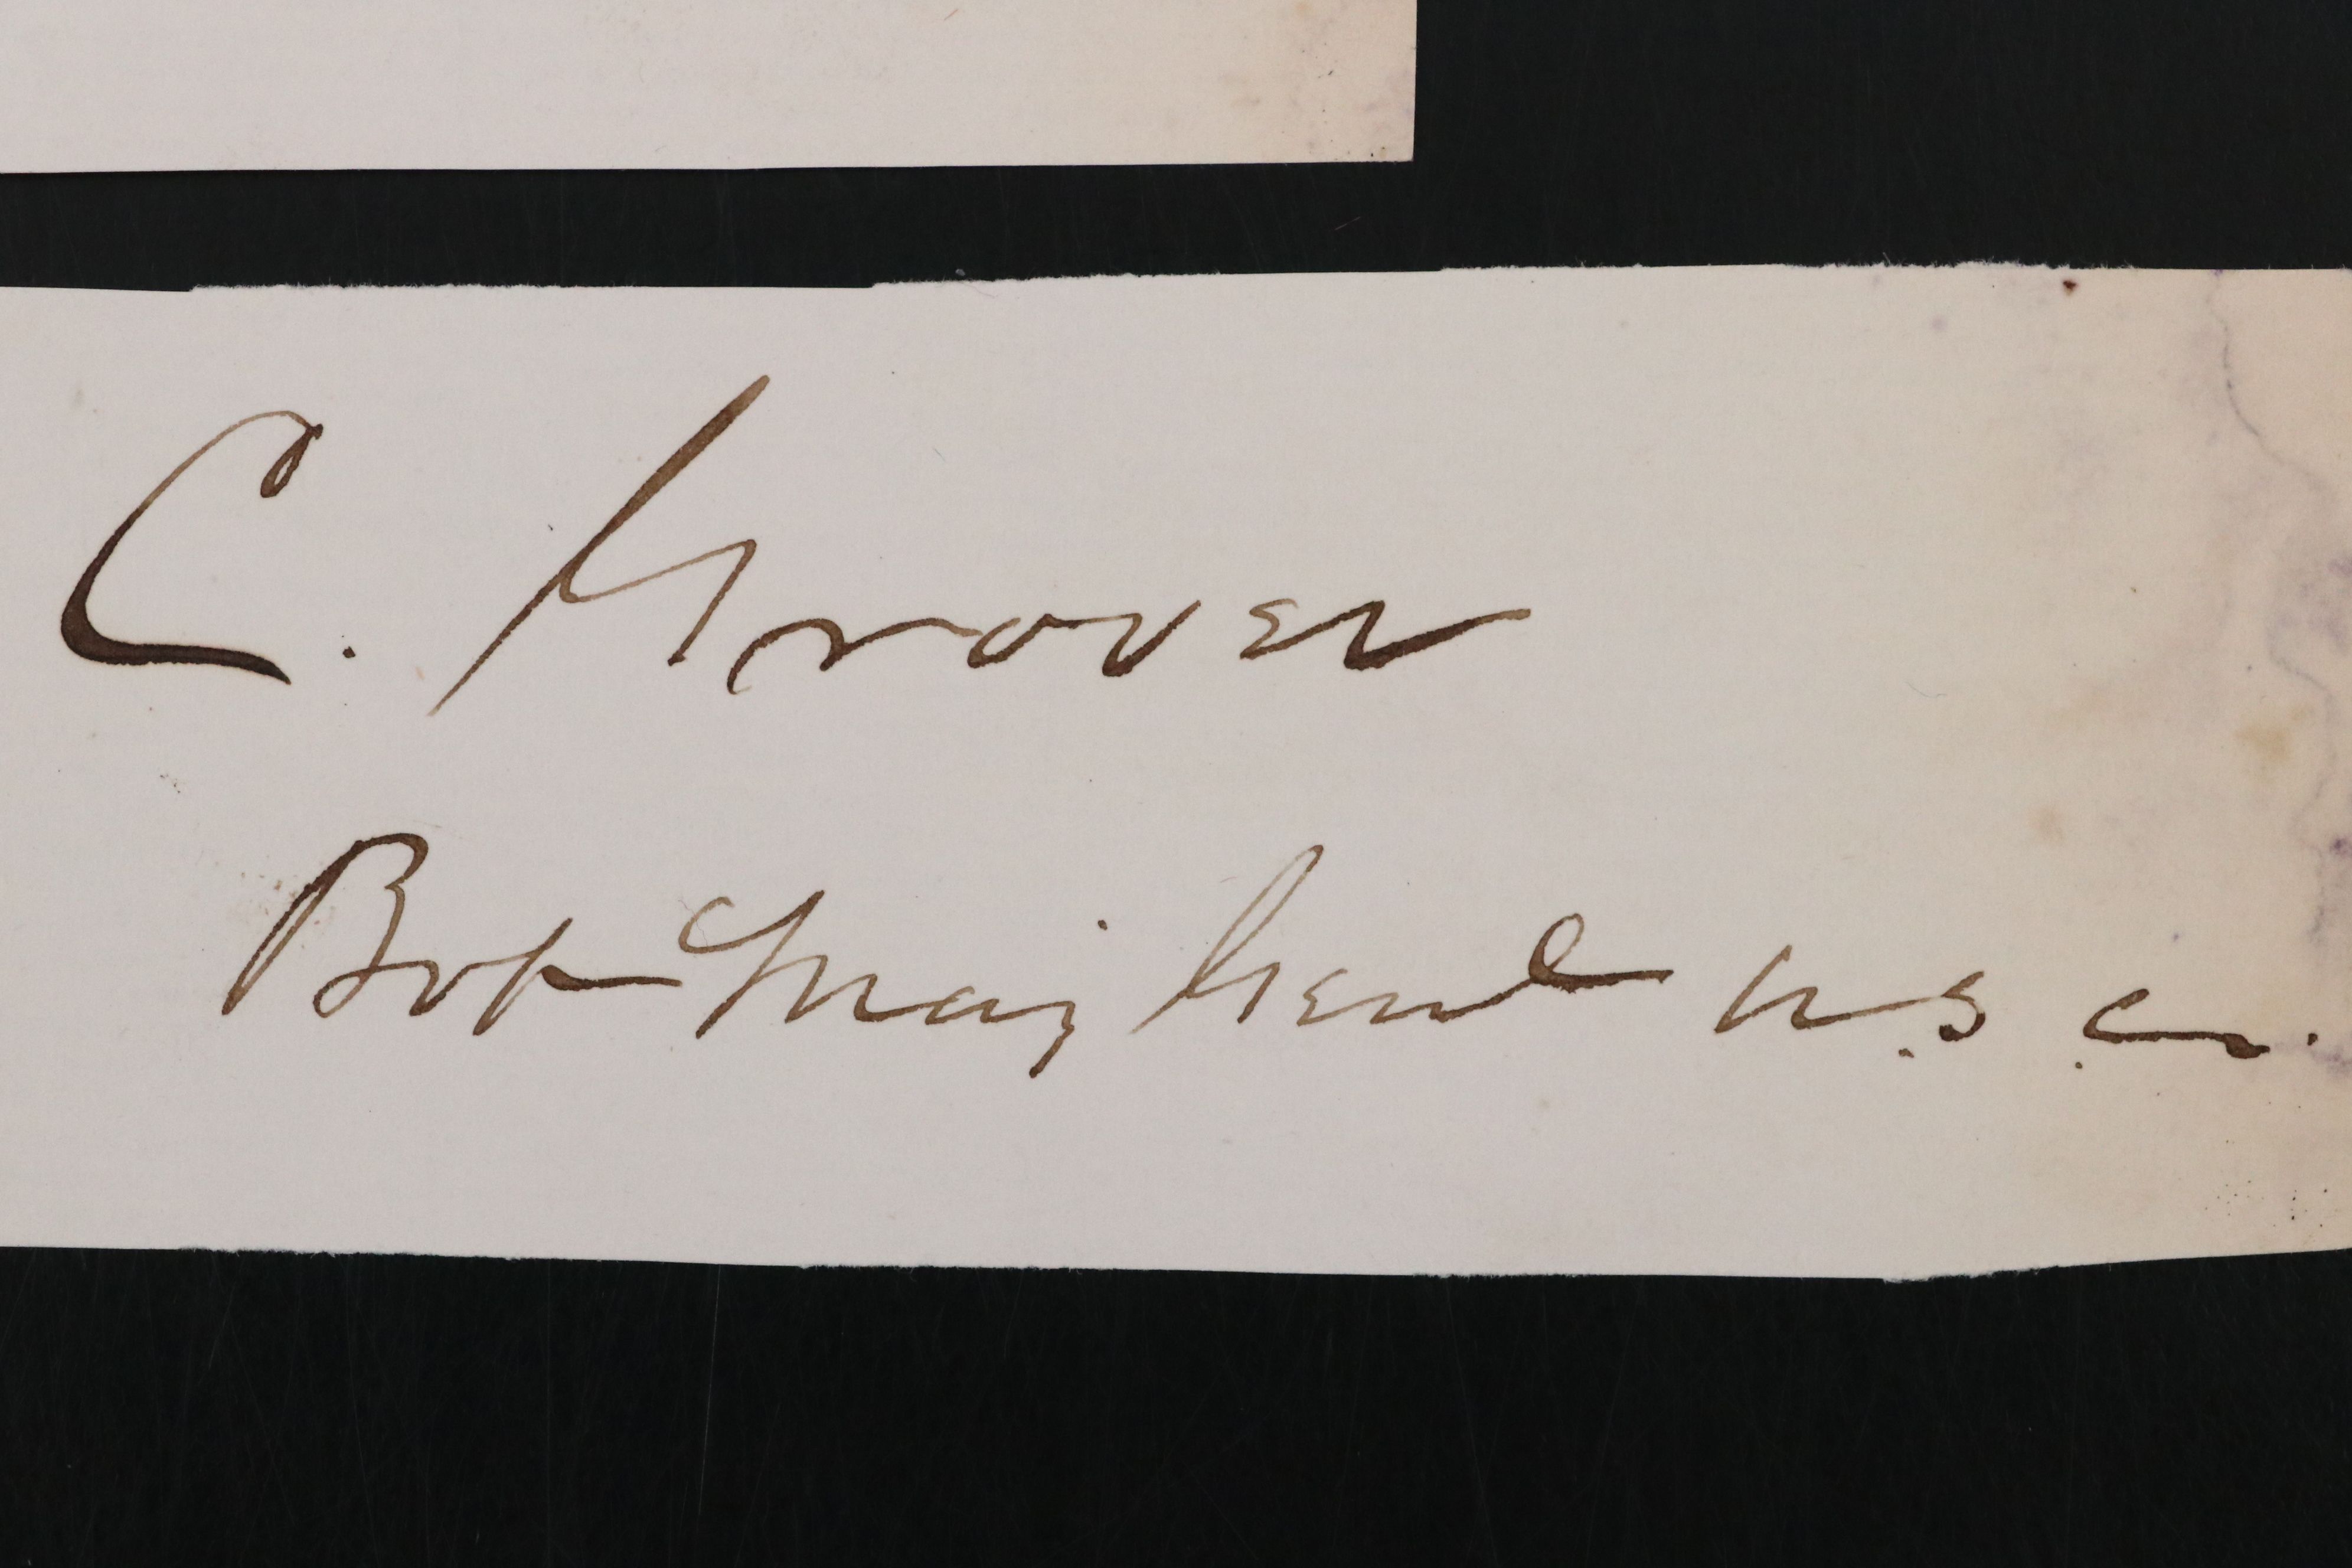 C. Grover
Bvt Maj Genl U.S.A.